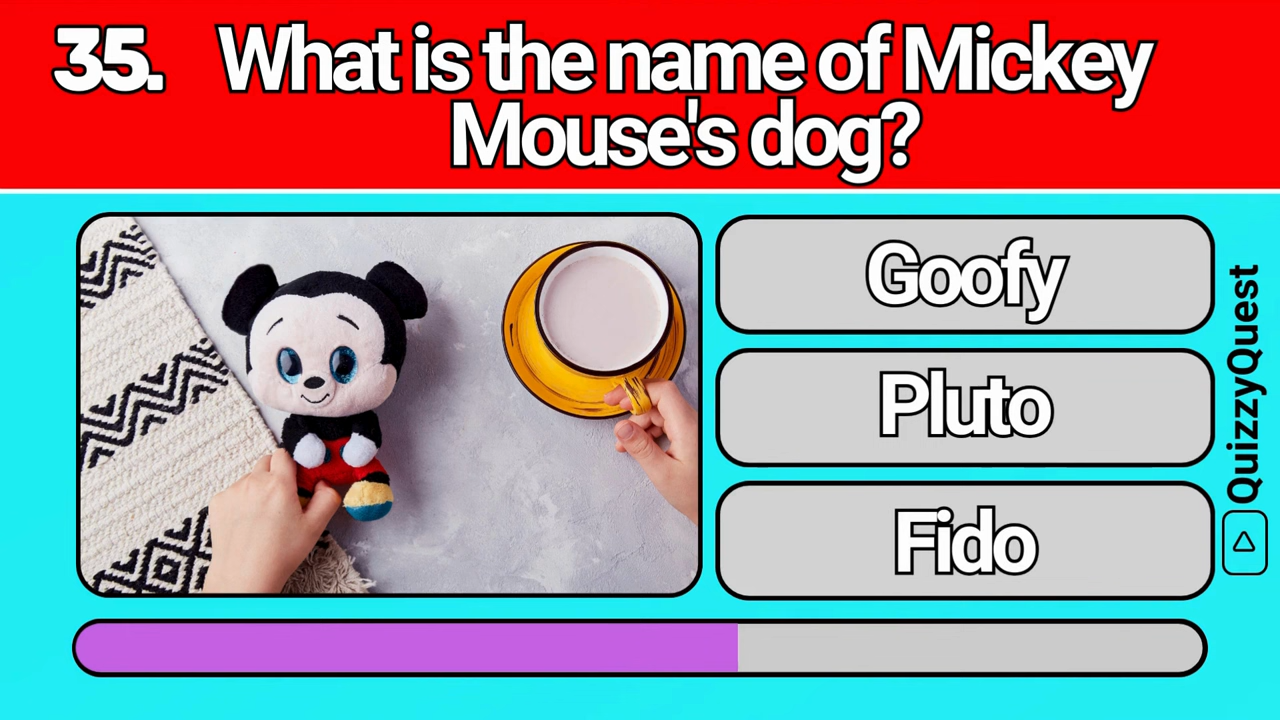 35. What is the name of Mickey
Mouse's dog?
Goofy
Pluto
Fido
QuizzyQuest